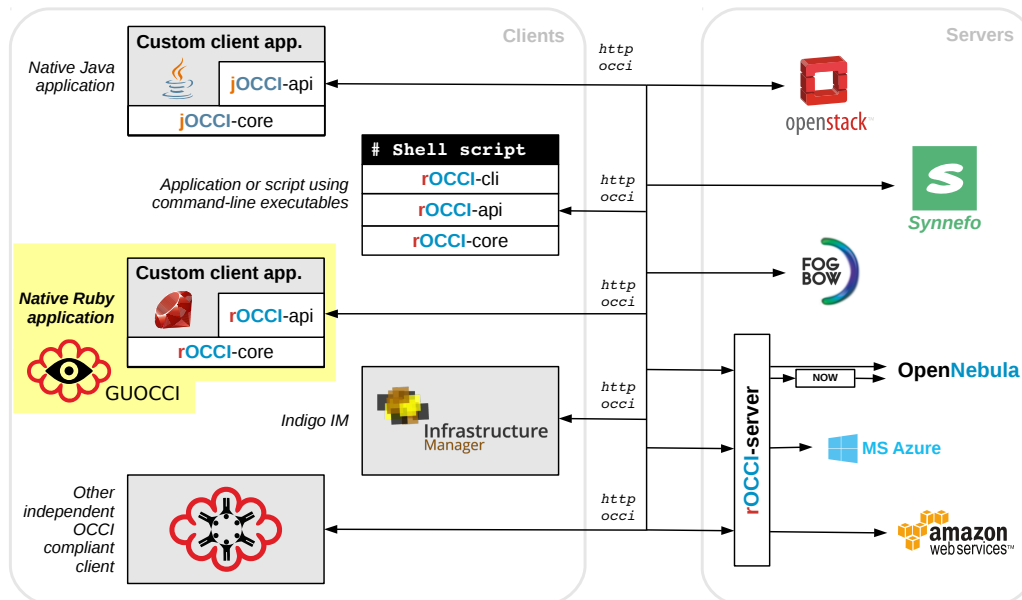 Clients
Servers
Native Java
application
Custom client app.
jOCCI-api
jOCCI-core
http
occi
openstack
Application or script using
command-line executables
# Shell script
rOCCI-cli
rOCCI-api
rOCCI-core
http
occi
Synnefo
Native Ruby
application
GUOCCI
Custom client app.
rOCCI-api
rOCCI-core
http
occi
FOG
BOW
Indigo IM
Infrastructure
Manager
http
occi
rOCCI-server
NOW
OpenNebula
MS Azure
Other
independent
OCCI
compliant
client
http
occi
amazon
webservices™